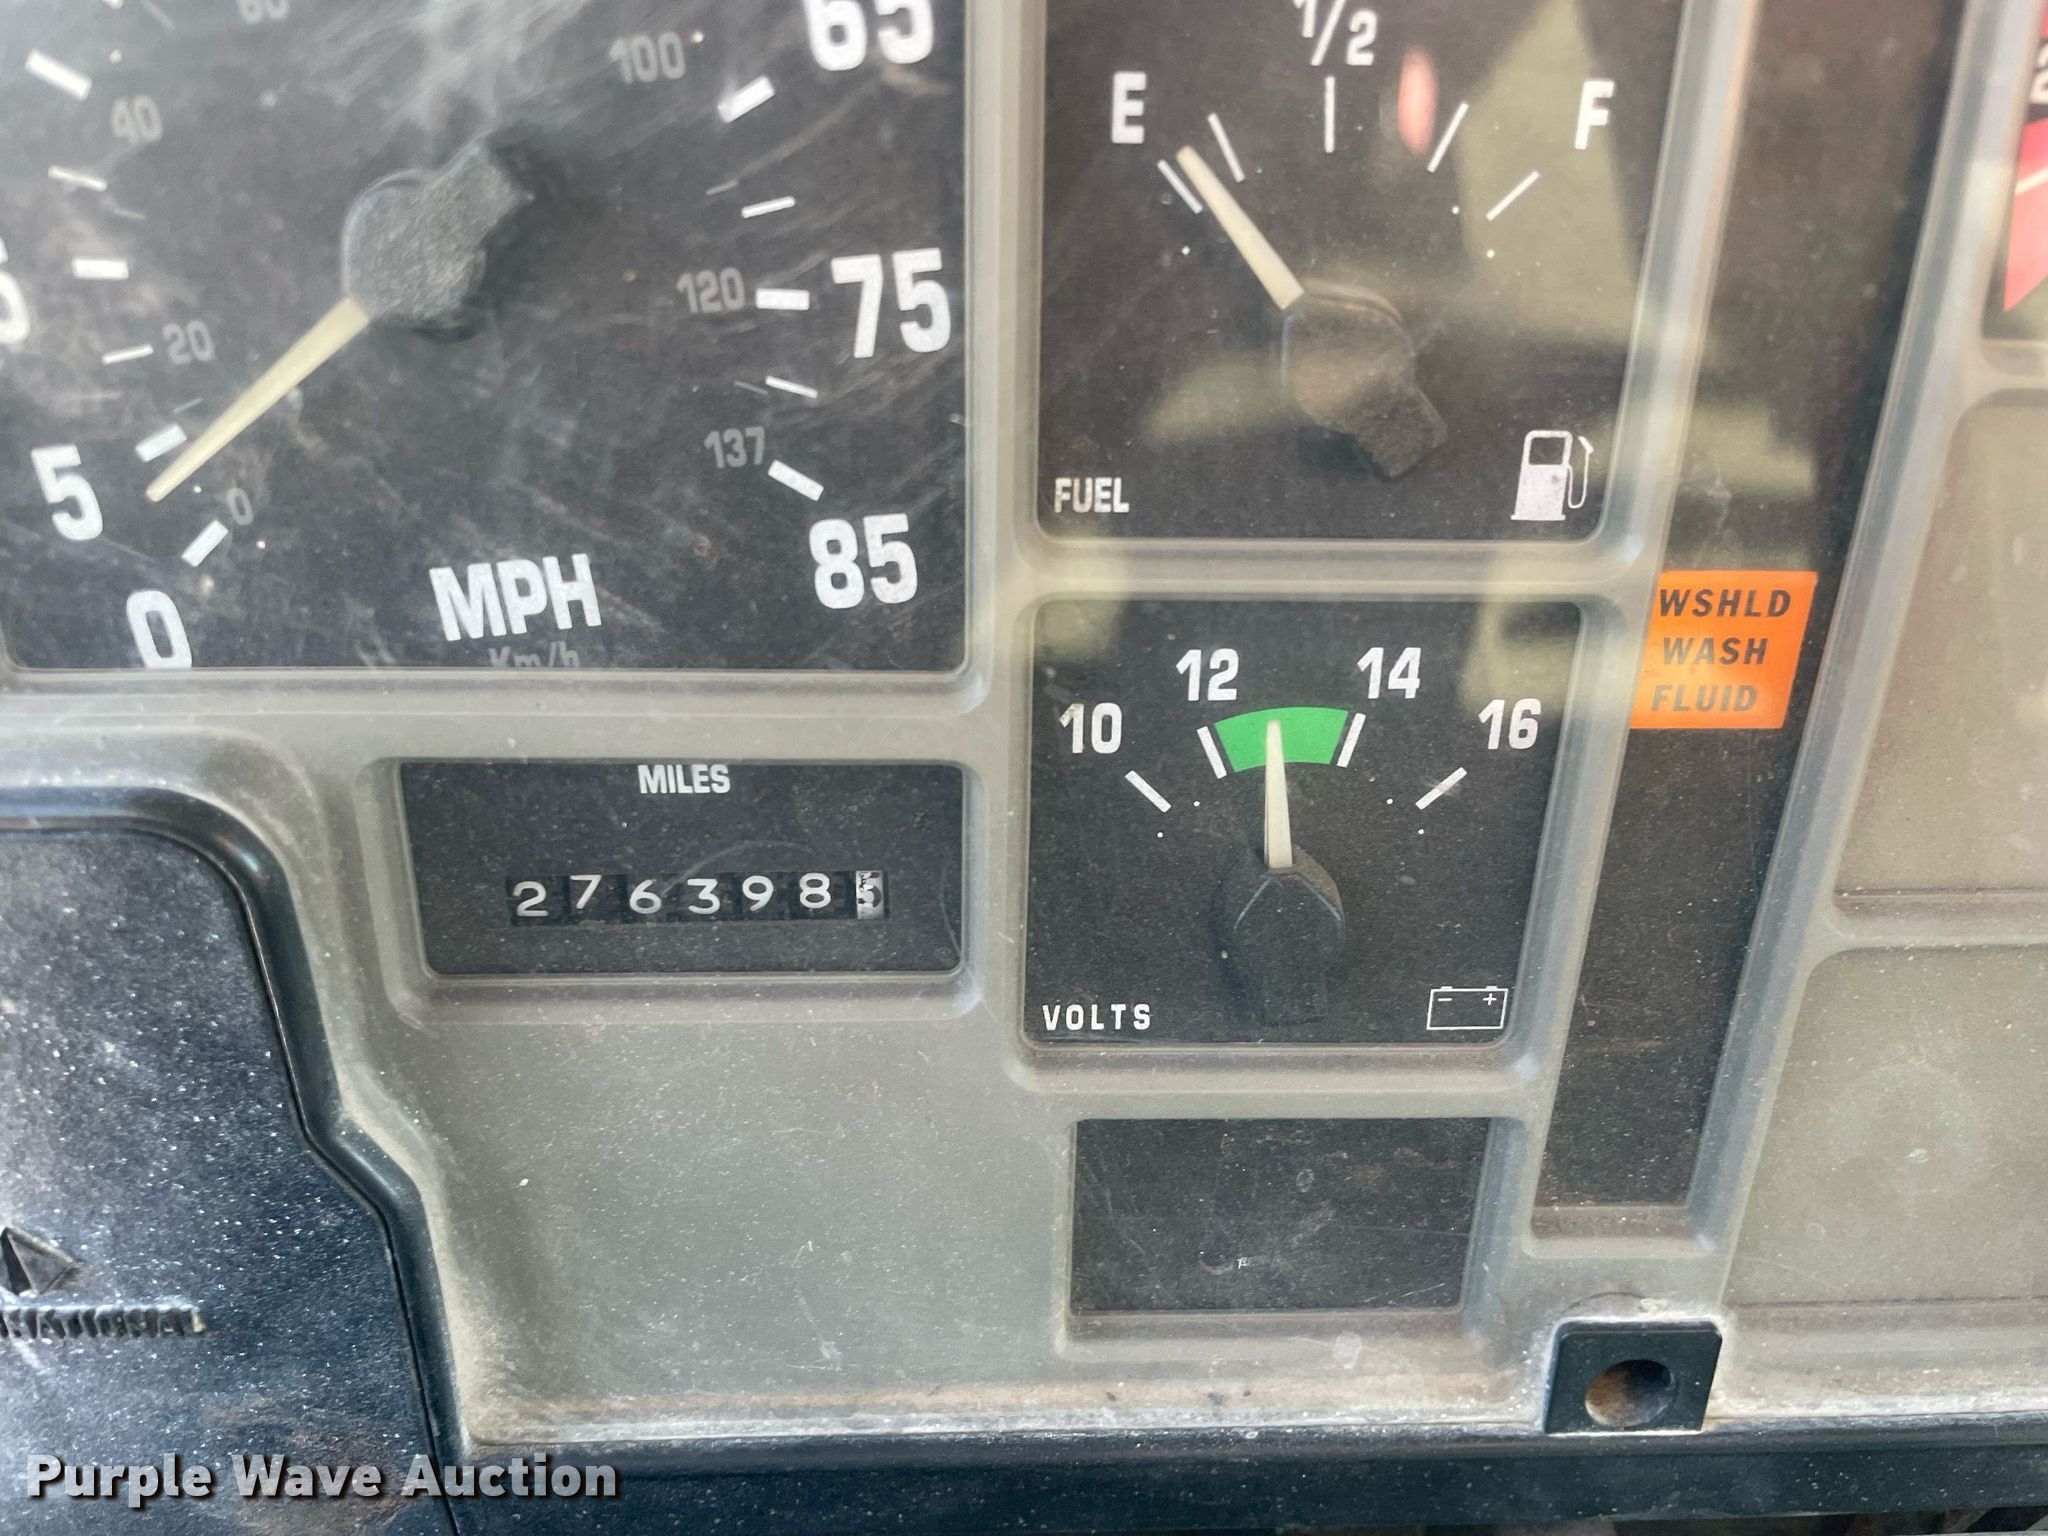 65
100
80
40
1/2
E
F
120
75
20
137
5
0
85
0
MPH
Km/h
FUEL
WSHLD
WASH
FLUID
12
14
10
16
MILES
2763985
VOLTS
- +
Purple Wave Auction